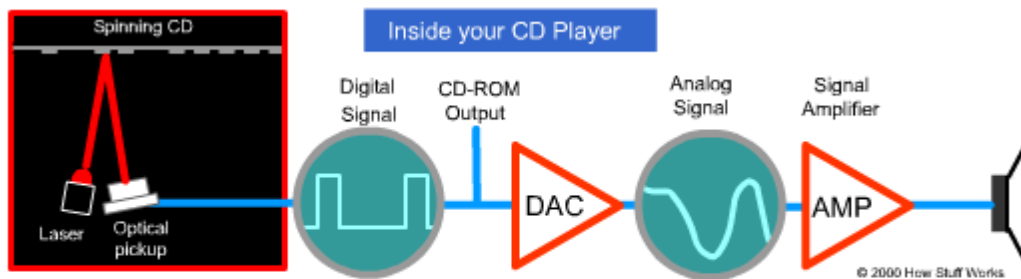 Spinning CD
Inside your CD Player
Digital
Signal
CD-ROM
Output
Analog
Signal
Signal
Amplifier
DAC
AMP
Laser
Optical
pickup
© 2000 How Stuff Works